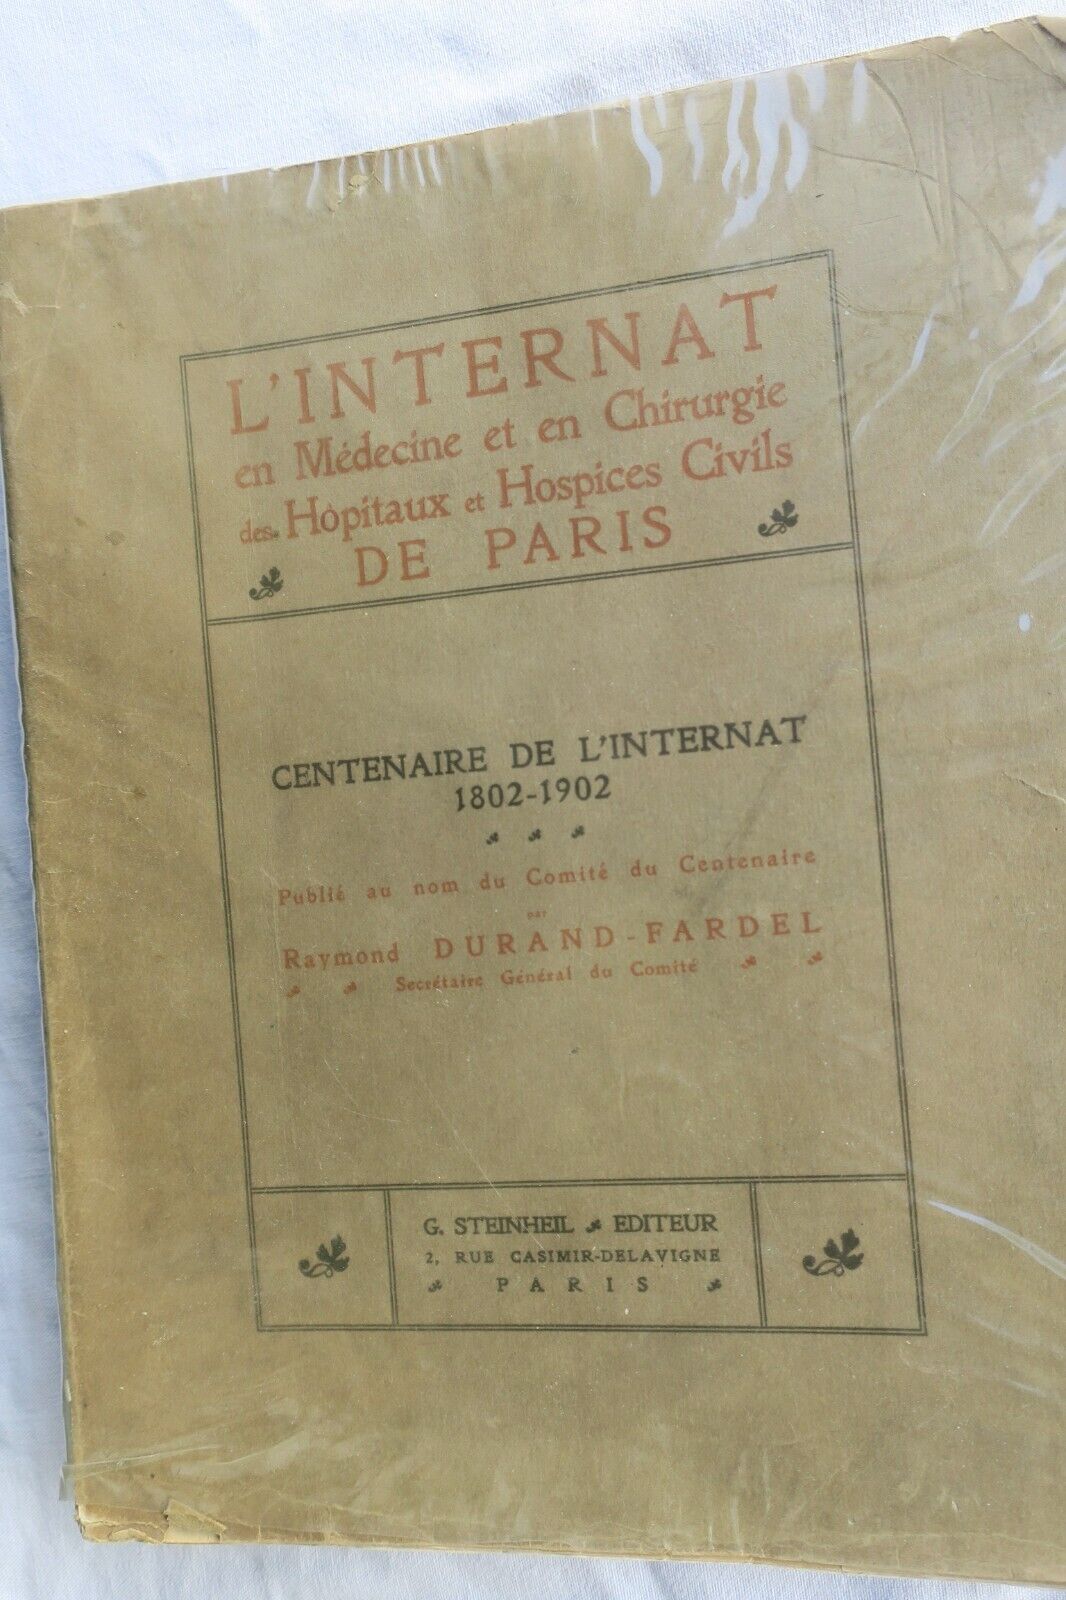 L'INTERNAT
en Médecine et en Chirurgie
des Hôpitaux et Hospices Civils
DE PARIS
CENTENAIRE DE L'INTERNAT
1802-1902
Publié au nom du Comité du Centenaire
par
Raymond DURAND-FARDEL
Secrétaire Général du Comité
G. STEINHEIL EDITEUR
2, RUE CASIMIR-DELAVIGNE
PARIS